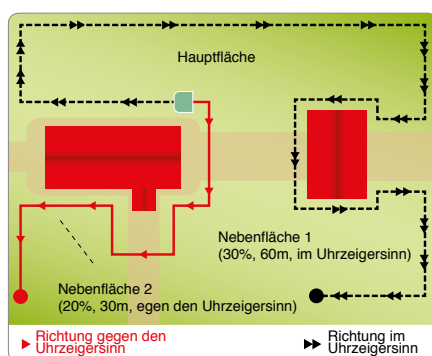 Hauptfläche
Nebenfläche 1
(30%, 60m, im Uhrzeigersinn)
Nebenfläche 2
(20%, 30m, egen den Uhrzeigersinn)
Richtung gegen den
Uhrzeigersinn
Richtung im
Uhrzeigersinn